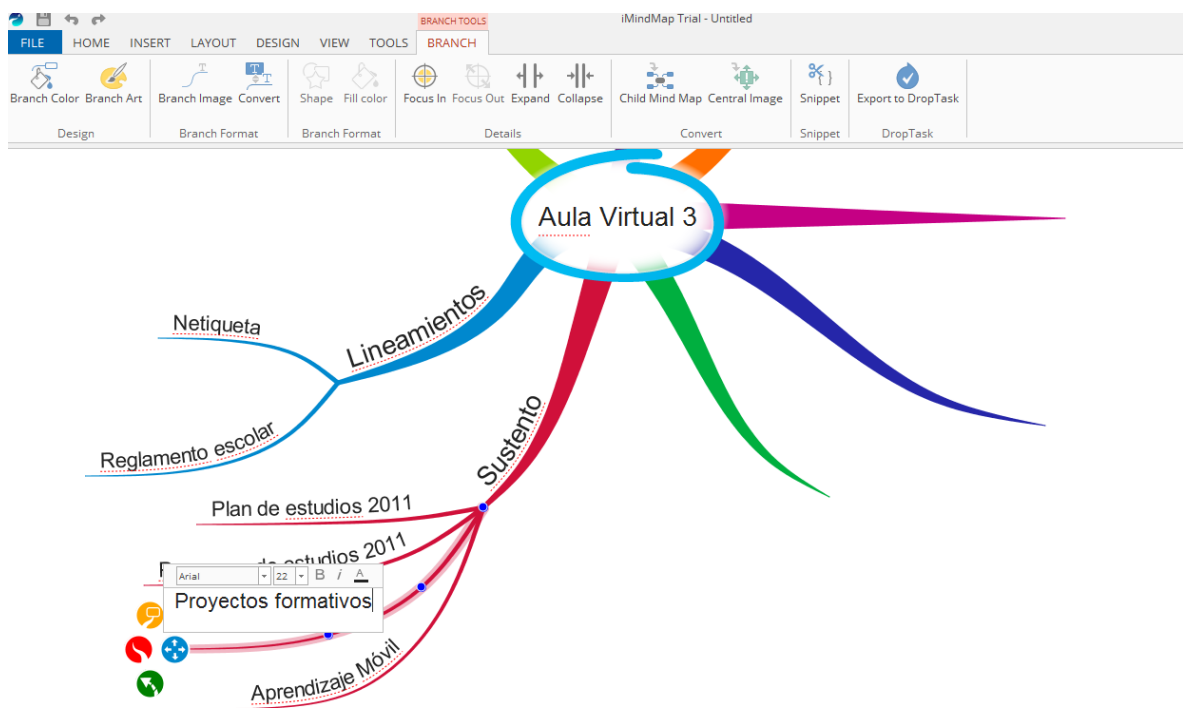 BRANCH TOOLS
iMindMap Trial - Untitled
FILE HOME INSERT LAYOUT DESIGN VIEW TOOLS BRANCH
Branch Color Branch Art Branch Image Convert Shape Fill color Focus In Focus Out Expand Collapse Child Mind Map Central Image Snippet Export to DropTask
Design Branch Format Branch Format Details Convert Snippet DropTask
Aula Virtual 3
Lineamientos
Netiqueta
Reglamento escolar
Sustento
Plan de estudios 2011
de estudios 2011
Arial 22 B i A
Proyectos formativos
Aprendizaje Móvil